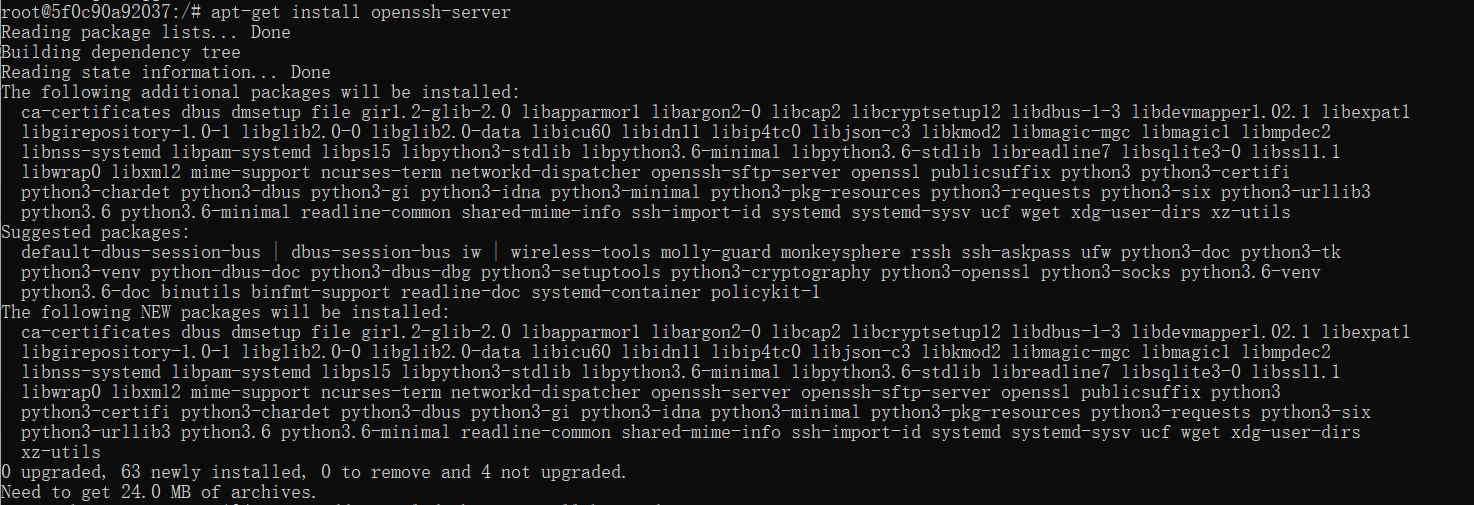 root@5f0c90a92037:/# apt-get install openssh-server
Reading package lists... Done
Building dependency tree
Reading state information... Done
The following additional packages will be installed:
  ca-certificates dbus dmsetup file gir1.2-glib-2.0 libapparmor1 libargon2-0 libcap2 libcryptsetup12 libdbus-1-3 libdevmapper1.02.1 libexpat1
  libgirepository-1.0-1 libglib2.0-0 libglib2.0-data libicu60 libidn11 libip4tc0 libjson-c3 libkmod2 libmagic-mgc libmagic1 libmpdec2
  libnss-systemd libpam-systemd libpsl5 libpython3-stdlib libpython3.6-minimal libpython3.6-stdlib libreadline7 libsqlite3-0 libssl1.1
  libwrap0 libxml2 mime-support ncurses-term networkd-dispatcher openssh-sftp-server openssl publicsuffix python3 python3-certifi
  python3-chardet python3-dbus python3-gi python3-idna python3-minimal python3-pkg-resources python3-requests python3-six python3-urllib3
  python3.6 python3.6-minimal readline-common shared-mime-info ssh-import-id systemd systemd-sysv ucf wget xdg-user-dirs xz-utils
Suggested packages:
  default-dbus-session-bus | dbus-session-bus iw | wireless-tools molly-guard monkeysphere rssh ssh-askpass ufw python3-doc python3-tk
  python3-venv python-dbus-doc python3-dbus-dbg python3-setuptools python3-cryptography python3-openssl python3-socks python3.6-venv
  python3.6-doc binutils binfmt-support readline-doc systemd-container policykit-1
The following NEW packages will be installed:
  ca-certificates dbus dmsetup file gir1.2-glib-2.0 libapparmor1 libargon2-0 libcap2 libcryptsetup12 libdbus-1-3 libdevmapper1.02.1 libexpat1
  libgirepository-1.0-1 libglib2.0-0 libglib2.0-data libicu60 libidn11 libip4tc0 libjson-c3 libkmod2 libmagic-mgc libmagic1 libmpdec2
  libnss-systemd libpam-systemd libpsl5 libpython3-stdlib libpython3.6-minimal libpython3.6-stdlib libreadline7 libsqlite3-0 libssl1.1
  libwrap0 libxml2 mime-support ncurses-term networkd-dispatcher openssh-server openssh-sftp-server openssl publicsuffix python3
  python3-certifi python3-chardet python3-dbus python3-gi python3-idna python3-minimal python3-pkg-resources python3-requests python3-six
  python3-urllib3 python3.6 python3.6-minimal readline-common shared-mime-info ssh-import-id systemd systemd-sysv ucf wget xdg-user-dirs
  xz-utils
0 upgraded, 63 newly installed, 0 to remove and 4 not upgraded.
Need to get 24.0 MB of archives.